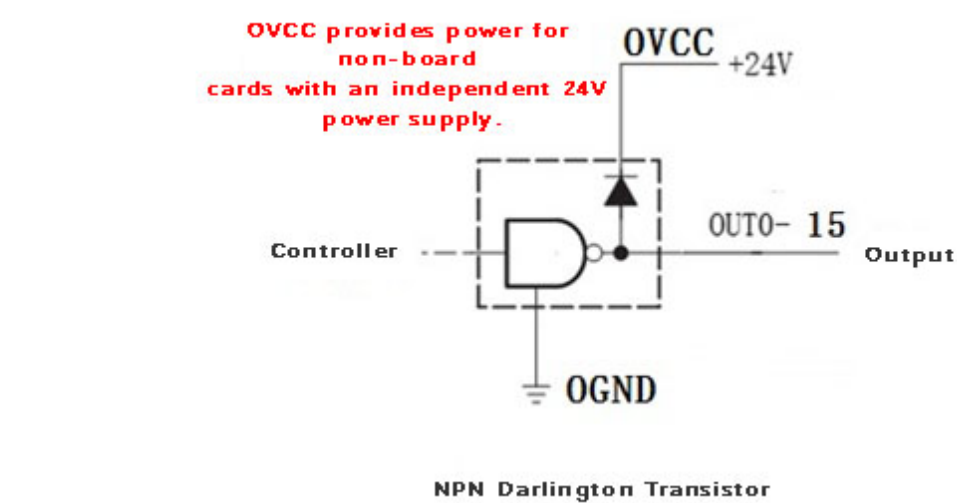 OVCC provides power for
non-board
cards with an independent 24V
power supply.
OVCC
+24V
OUT0- 15
Controller
Output
OGND
NPN Darlington Transistor